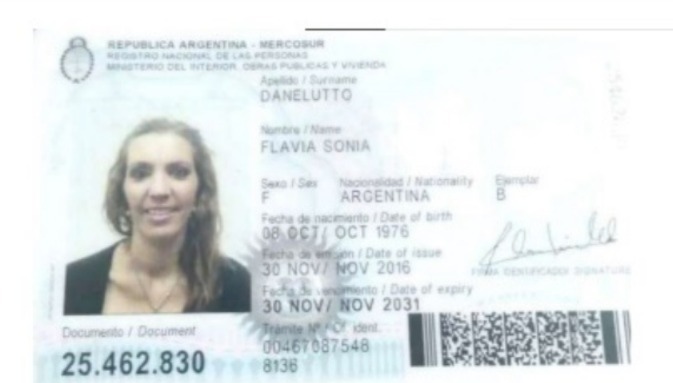 REPUBLICA ARGENTINA - MERCOSUR
REGISTRO NACIONAL DE LAS PERSONAS
MINISTERIO DEL INTERIOR, OBRAS PUBLICAS Y VIVIENDA
Apellido / Surname
DANELUTTO
Nombre / Name
FLAVIA SONIA
Sexo / Sex Nacionalidad / Nationality Ejemplar
F ARGENTINA B
Fecha de nacimiento / Date of birth
08 OCT/ OCT 1976
Fecha de emisión / Date of issue
30 NOV/ NOV 2016
FIRMA IDENTIFICADO/ SIGNATURE
Fecha de vencimiento / Date of expiry
30 NOV/ NOV 2031
Documento / Document
25.462.830
Trámite Nº / Of. ident.
00467087548
8136